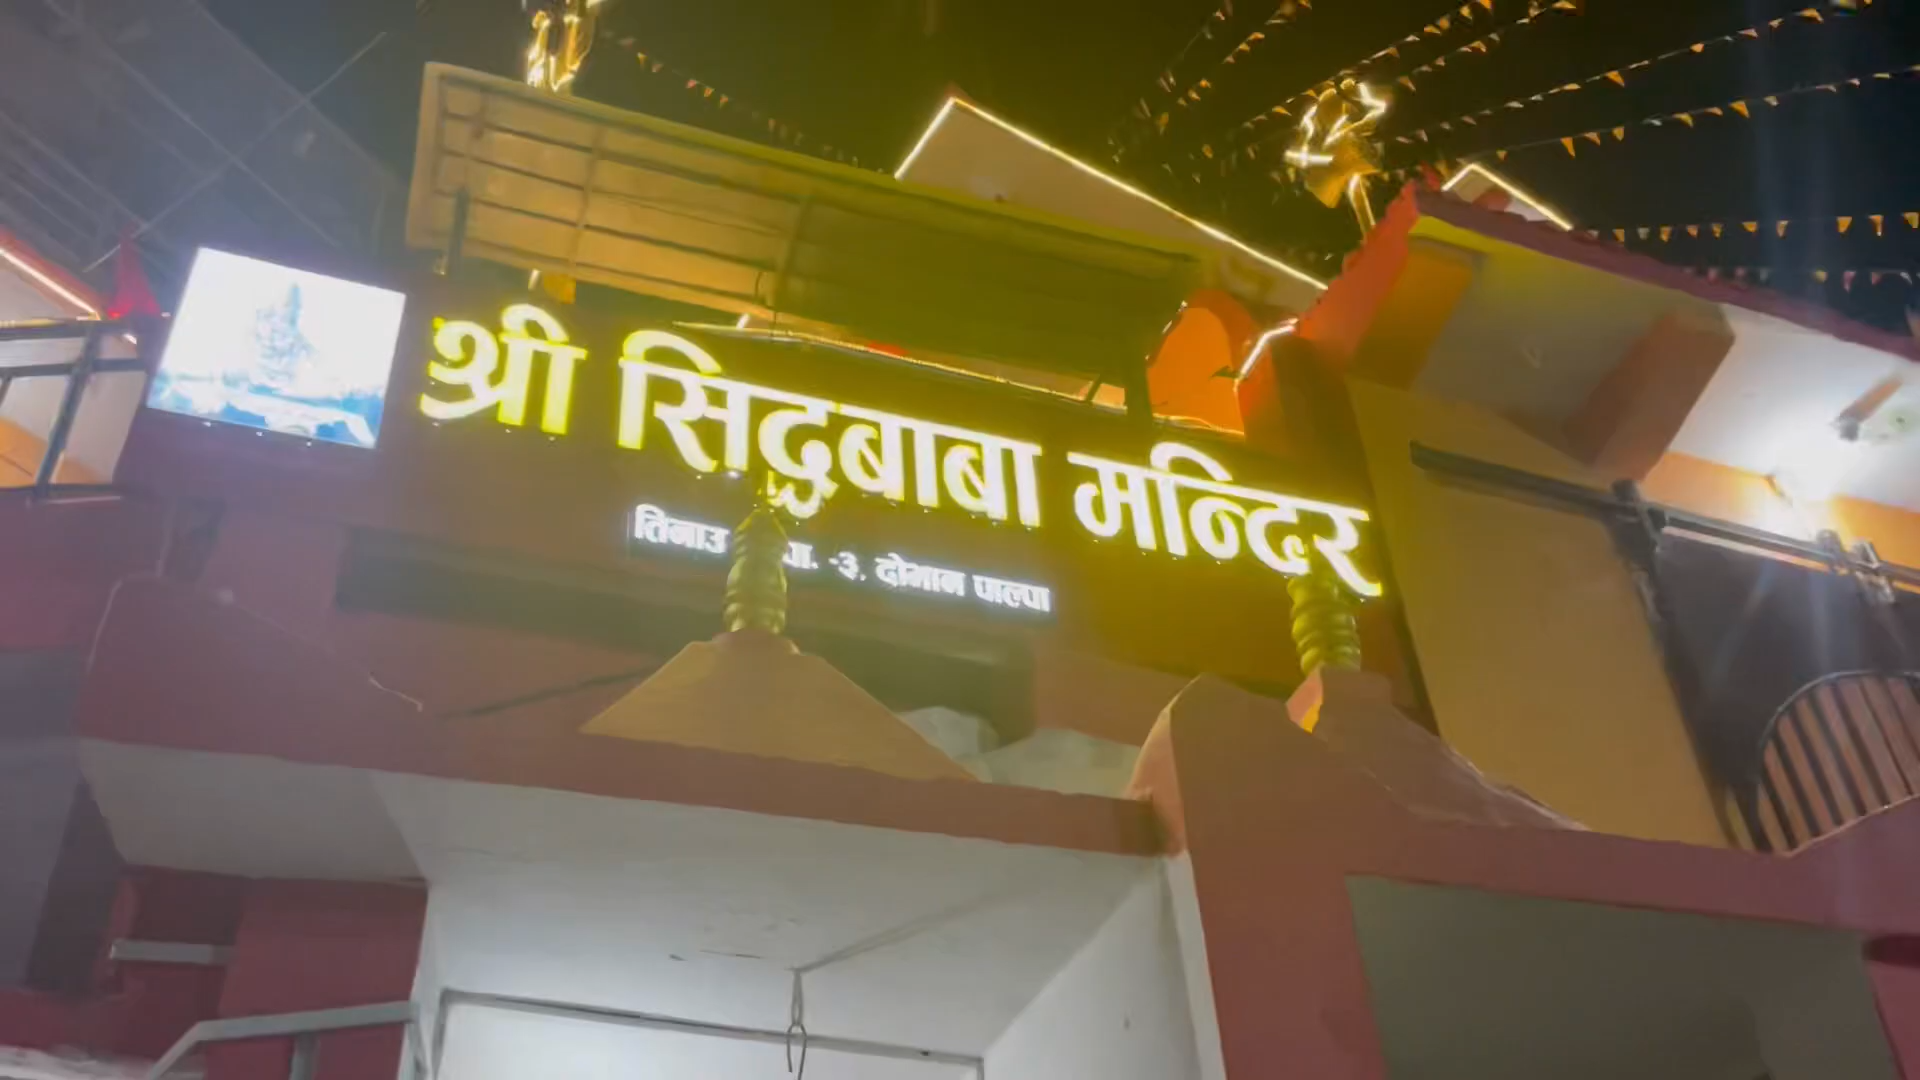 श्री सिद्धबाबा मन्दिर
तिनाउ पा. -३, दोभान पाल्पा